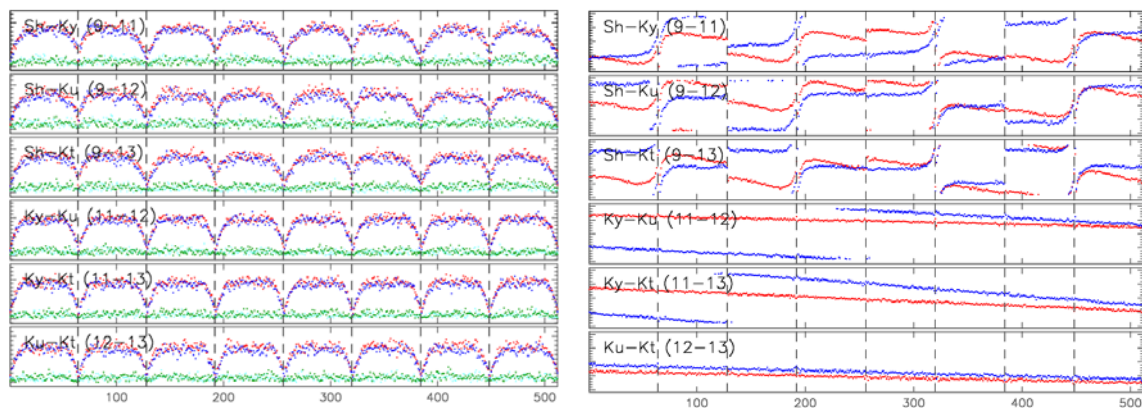 Sh-Ky (9-11)
Sh-Ku (9-12)
Sh-Kt (9-13)
Ky-Ku (11-12)
Ky-Kt (11-13)
Ku-Kt (12-13)
100 200 300 400 500
Sh-Ky (9-11)
Sh-Ku (9-12)
Sh-Kt (9-13)
Ky-Ku (11-12)
Ky-Kt (11-13)
Ku-Kt (12-13)
100 200 300 400 500